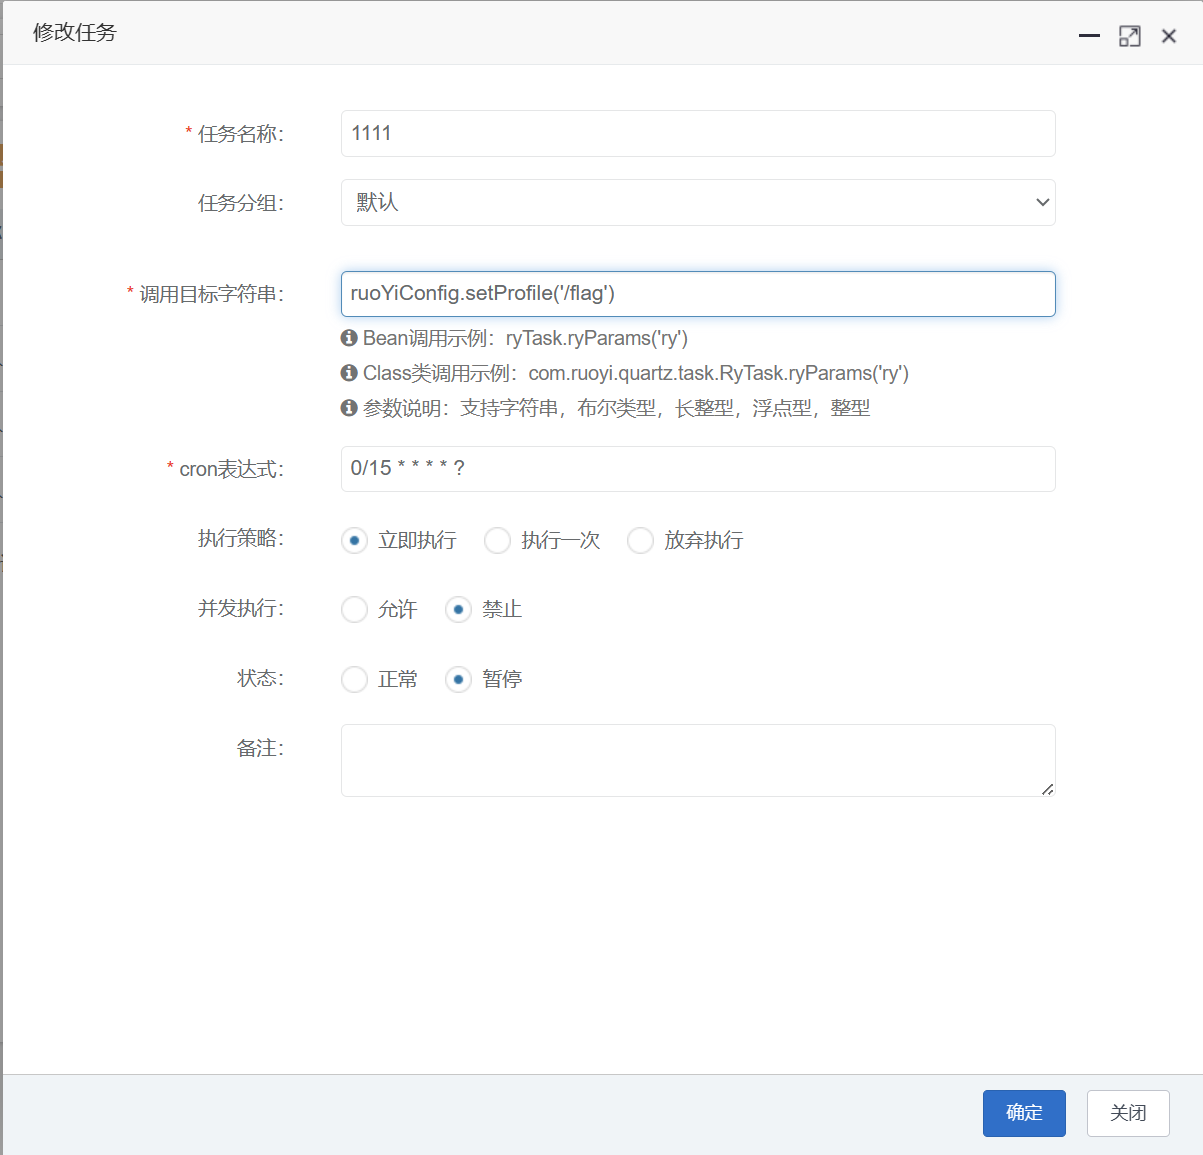 修改任务
* 任务名称:
1111
任务分组:
默认
* 调用目标字符串:
ruoYiConfig.setProfile('/flag')
Bean调用示例：ryTask.ryParams('ry')
Class类调用示例：com.ruoyi.quartz.task.RyTask.ryParams('ry')
参数说明：支持字符串，布尔类型，长整型，浮点型，整型
* cron表达式:
0/15 * * * * ?
执行策略:
立即执行 执行一次 放弃执行
并发执行:
允许 禁止
状态:
正常 暂停
备注:
确定 关闭